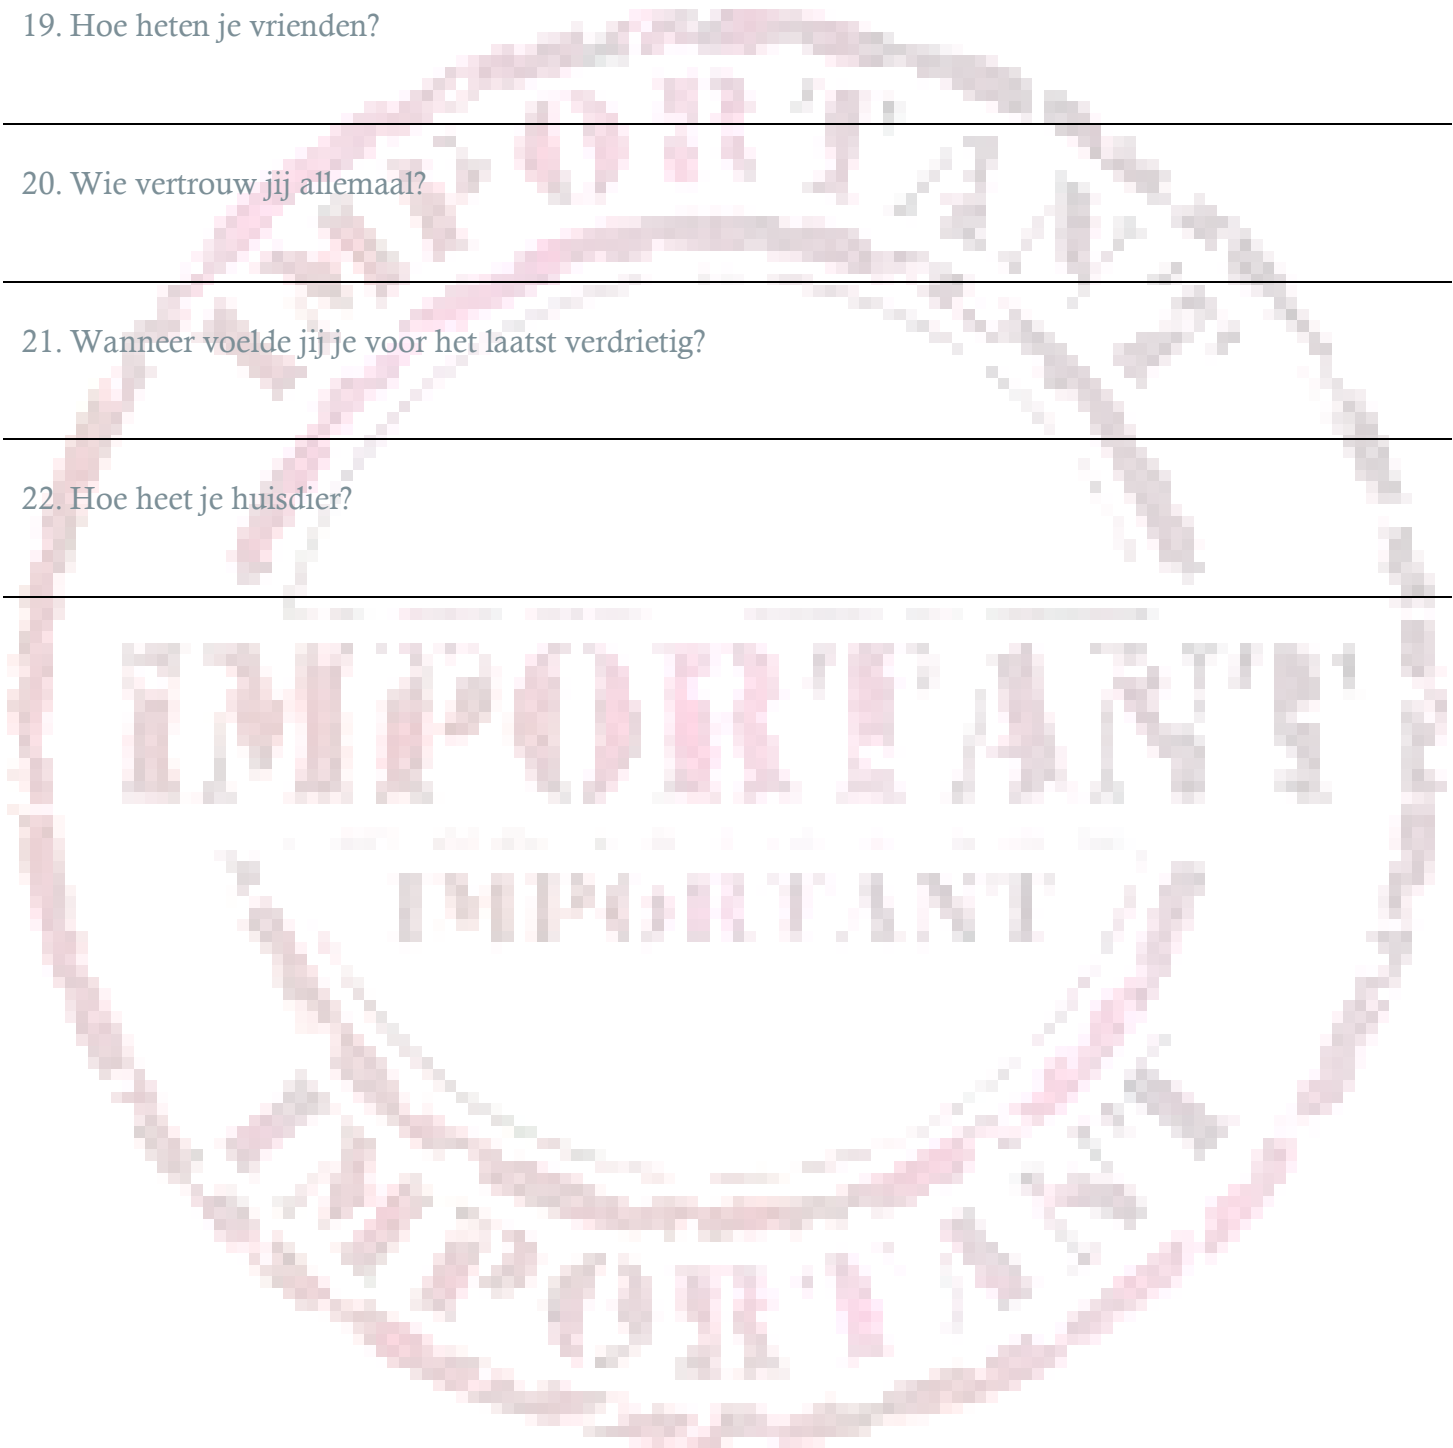 19. Hoe heten je vrienden?
IMPORTANT
20. Wie vertrouw jij allemaal?
21. Wanneer voelde jij je voor het laatst verdrietig?
22. Hoe heet je huisdier?
IMPORTANT
IMPORTANT
IMPORTANT